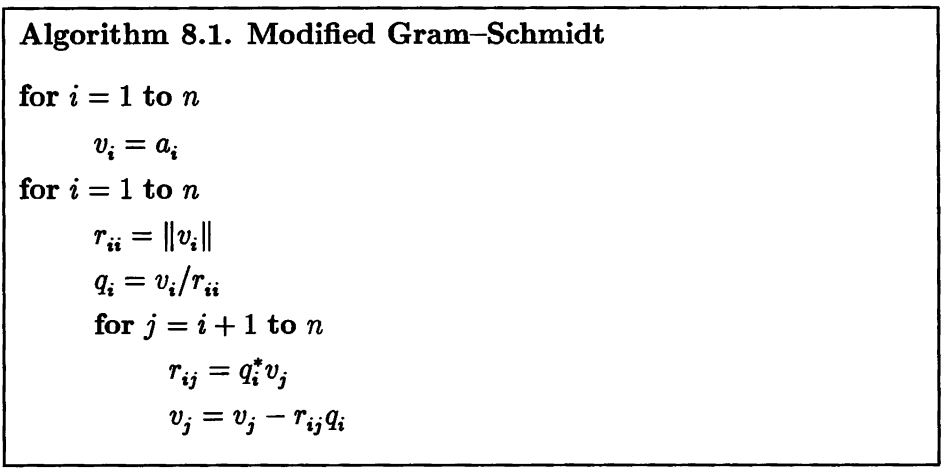 Algorithm 8.1. Modified Gram–Schmidt
for i = 1 to n
v_i = a_i
for i = 1 to n
r_{ii} = ‖v_i‖
q_i = v_i/r_{ii}
for j = i + 1 to n
r_{ij} = q_i^* v_j
v_j = v_j − r_{ij}q_i